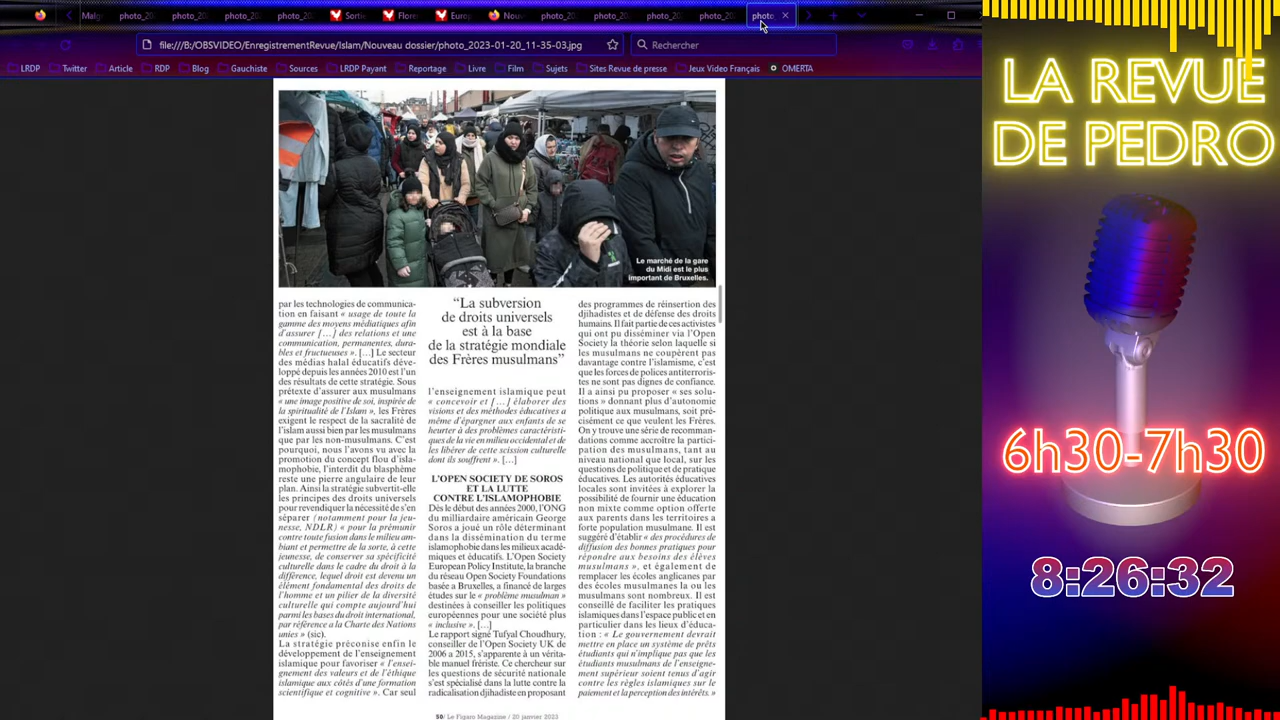 Malg
photo_20
photo_20
photo_20
photo_20
Sortie
Flore
Euro
Nou
photo_20
photo_20
photo_20
photo_20
photo
file:///B:/OBSVIDEO/EnregistrementRevue/Islam/Nouveau dossier/photo_2023-01-20_11-35-03.jpg
Rechercher
LRDP
Twitter
Article
RDP
Blog
Gauchiste
Sources
LRDP Payant
Reportage
Livre
Film
Sujets
Sites Revue de presse
Jeux Video Français
OMERTA
Le marché de la gare
du Midi est le plus
important de Bruxelles.
par les technologies de communica-
tion en faisant « usage de toute la
gamme des moyens médiatiques afin
d'assurer [...] des relations et une
communication, permanentes, dura-
bles et fructueuses ». [...] Le secteur
des médias halal éducatifs déve-
loppé depuis les années 2010 est l'un
des résultats de cette stratégie. Sous
prétexte d'assurer aux musulmans
« une image positive de soi, inspirée de
la spiritualité de l'Islam », les Frères
exigent le respect de la sacralité de
l'islam aussi bien par les musulmans
que par les non-musulmans. C'est
pourquoi, nous l'avons vu avec la
promotion du concept flou d'isla-
mophobie, l'interdit du blasphème
reste une pierre angulaire de leur
plan. Ainsi la stratégie subvertit-elle
les principes des droits universels
pour revendiquer la nécessité de s'en
séparer (notamment pour la jeu-
nesse, NDLR) « pour la prémunir
contre toute fusion dans le milieu am-
biant et permettre de la sorte, à cette
jeunesse, de conserver sa spécificité
culturelle dans le cadre du droit à la
différence, lequel droit est devenu un
élément fondamental des droits de
l'homme et un pilier de la diversité
culturelle qui compte aujourd'hui
parmi les bases du droit international,
par référence a la Charte des Nations
unies » (sic).
La stratégie préconise enfin le
développement de l'enseignement
islamique pour favoriser « l'ensei-
gnement des valeurs et de l'éthique
islamique aux côtés d'une formation
scientifique et cognitive ». Car seul
“La subversion
de droits universels
est à la base
de la stratégie mondiale
des Frères musulmans”
l'enseignement islamique peut
« concevoir et [...] élaborer des
visions et des méthodes éducatives a
même d'épargner aux enfants de se
heurter à des problèmes caractéristi-
ques de la vie en milieu occidental et de
les libérer de cette scission culturelle
dont ils souffrent ». [...]
L'OPEN SOCIETY DE SOROS
ET LA LUTTE
CONTRE L'ISLAMOPHOBIE
Dès le début des années 2000, l'ONG
du milliardaire américain George
Soros a joué un rôle déterminant
dans la dissémination du terme
islamophobie dans les milieux acadé-
miques et éducatifs. L'Open Society
European Policy Institute, la branche
du réseau Open Society Foundations
basée a Bruxelles, a financé de larges
études sur le « problème musulman »
destinées à conseiller les politiques
européennes pour une société plus
« inclusive ». [...]
Le rapport signé Tufyal Choudhury,
conseiller de l'Open Society UK de
2006 a 2015, s'apparente à un vérita-
ble manuel frériste. Ce chercheur sur
les questions de sécurité nationale
s'est spécialisé dans la lutte contre la
radicalisation djihadiste en proposant
des programmes de réinsertion des
djihadistes et de défense des droits
humains. Il fait partie de ces activistes
qui ont pu disséminer via l'Open
Society la théorie selon laquelle si
les musulmans ne coupèrent pas
davantage contre l'islamisme, c'est
que les forces de polices antiterroris-
tes ne sont pas dignes de confiance.
Il a ainsi pu proposer « ses solu-
tions » donnant plus d'autonomie
politique aux musulmans, soit pré-
cisément ce que veulent les Frères.
On y trouve une série de recomman-
dations comme accroître la partici-
pation des musulmans, tant au
niveau national que local, sur les
questions de politique et de pratique
éducatives. Les autorités éducatives
locales sont invitées à explorer la
possibilité de fournir une éducation
non mixte comme option offerte
aux parents dans les territoires a
forte population musulmane. Il est
suggéré d'établir « des procédures de
diffusion des bonnes pratiques pour
répondre aux besoins des élèves
musulmans », et également de
remplacer les écoles anglicanes par
des écoles musulmanes la ou les
musulmans sont nombreux. Il est
conseillé de faciliter les pratiques
islamiques dans l'espace public et en
particulier dans les lieux d'éduca-
tion : « Le gouvernement devrait
mettre en place un système de prêts
étudiants qui n'implique pas que les
étudiants musulmans de l'enseigne-
ment supérieur soient tenus d'agir
contre les règles islamiques sur le
paiement et la perception des intérêts. »
50/ Le Figaro Magazine / 20 janvier 2023
LA REVUE
DE PEDRO
6h30-7h30
8:26:32